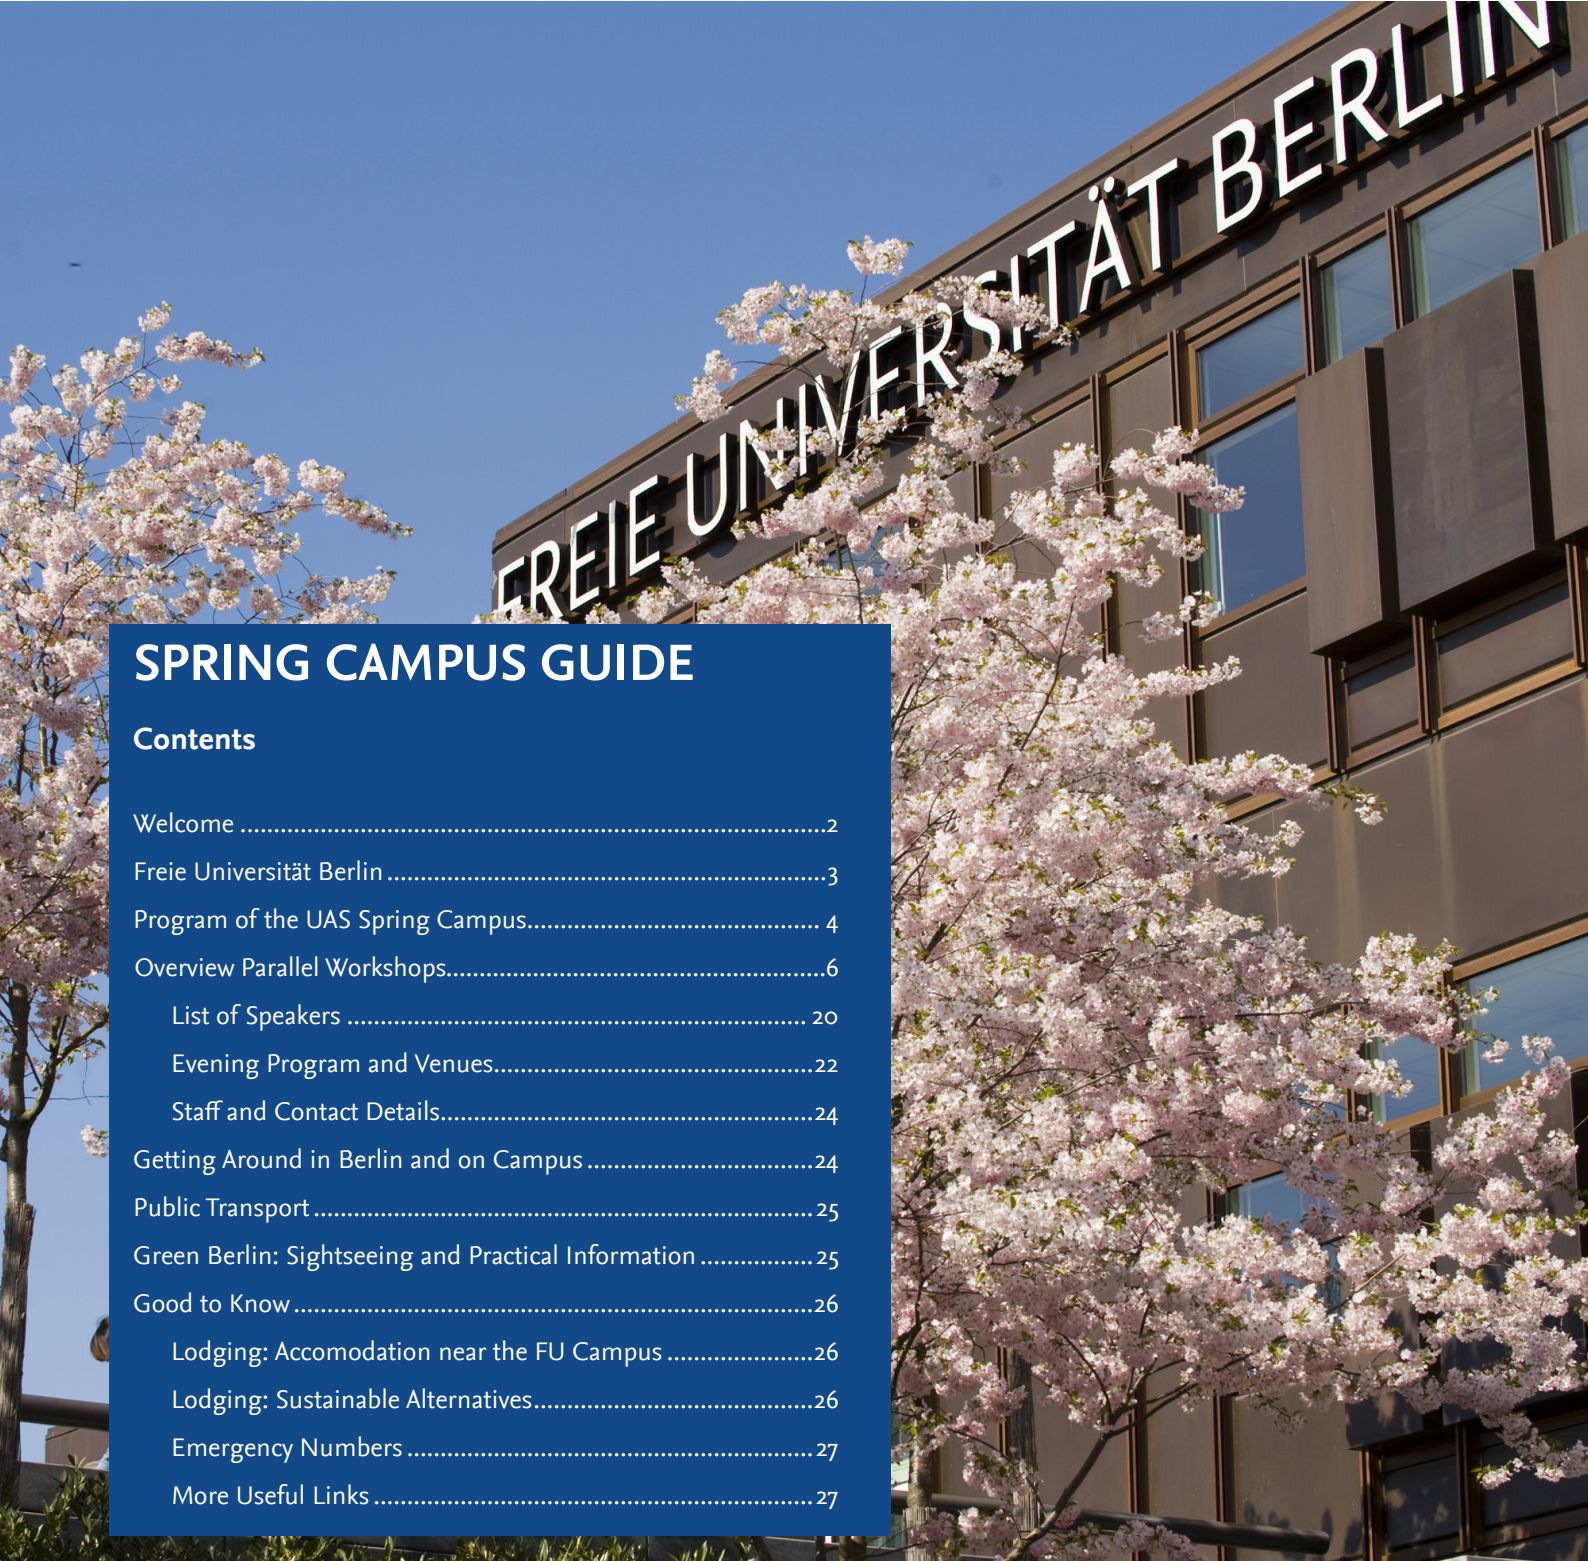 FREIE UNIVERSITÄT BERLIN
SPRING CAMPUS GUIDE
Contents
Welcome ........................................................................................2
Freie Universität Berlin..................................................................3
Program of the UAS Spring Campus............................................ 4
Overview Parallel Workshops.........................................................6
List of Speakers ..................................................................... 20
Evening Program and Venues................................................22
Staff and Contact Details........................................................24
Getting Around in Berlin and on Campus ..................................24
Public Transport ...........................................................................25
Green Berlin: Sightseeing and Practical Information .................25
Good to Know ..............................................................................26
Lodging: Accomodation near the FU Campus ......................26
Lodging: Sustainable Alternatives..........................................26
Emergency Numbers .............................................................27
More Useful Links ..................................................................27